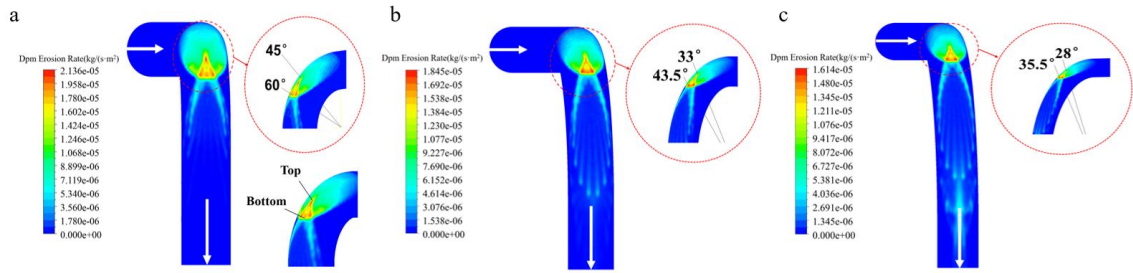 a
Dpm Erosion Rate(kg/(s·m²)
2.136e-05
1.958e-05
1.780e-05
1.602e-05
1.424e-05
1.246e-05
1.068e-05
8.899e-06
7.119e-06
5.340e-06
3.560e-06
1.780e-06
0.000e+00
45°
60°
Top
Bottom
b
Dpm Erosion Rate(kg/(s·m²)
1.845e-05
1.692e-05
1.538e-05
1.384e-05
1.230e-05
1.077e-05
9.227e-06
7.690e-06
6.152e-06
4.614e-06
3.076e-06
1.538e-06
0.000e+00
33°
43.5°
c
Dpm Erosion Rate(kg/(s·m²)
1.614e-05
1.480e-05
1.345e-05
1.211e-05
1.076e-05
9.417e-06
8.072e-06
6.727e-06
5.381e-06
4.036e-06
2.691e-06
1.345e-06
0.000e+00
28°
35.5°